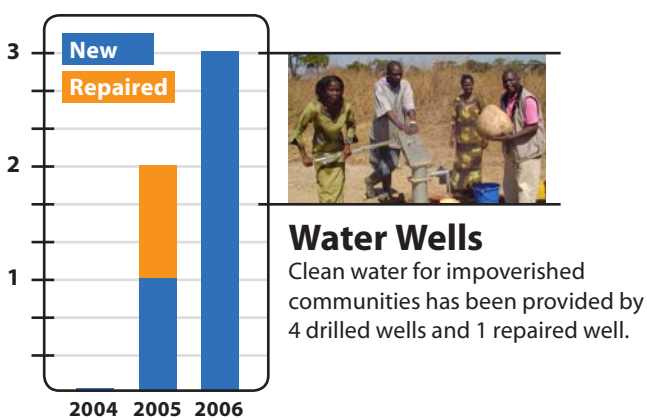 3
2
1
New
Repaired
2004 2005 2006
Water Wells
Clean water for impoverished
communities has been provided by
4 drilled wells and 1 repaired well.